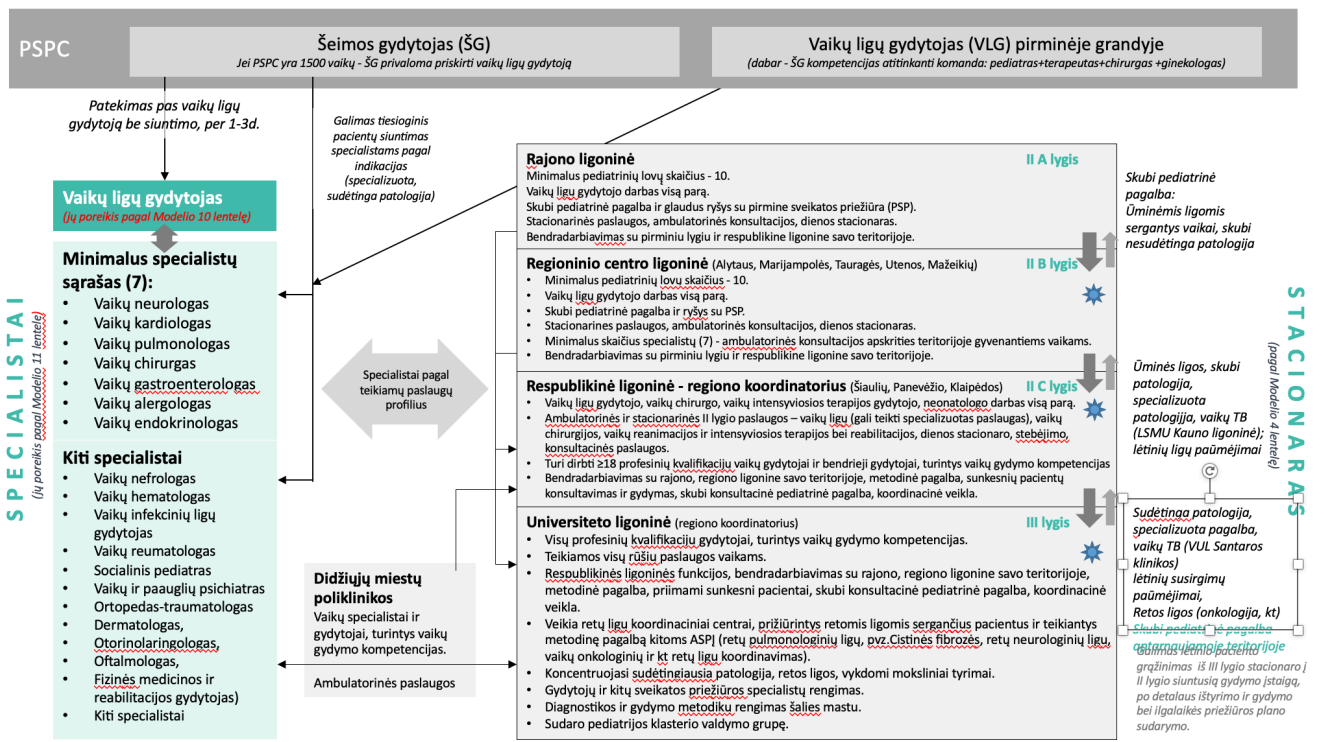 PSPC
Šeimos gydytojas (ŠG)
Jei PSPC yra 1500 vaikų - ŠG privaloma priskirti vaikų ligų gydytoją
Vaikų ligų gydytojas (VLG) pirminėje grandyje
(dabar - ŠG kompetencijas atitinkanti komanda: pediatras+terapeutas+chirurgas +ginekologas)
Patekimas pas vaikų ligų
gydytoją be siuntimo, per 1-3d.
Galimas tiesioginis
pacientų siuntimas
specialistams pagal
indikacijas
(specializuota,
sudėtinga patologija)
Vaikų ligų gydytojas
(jų poreikis pagal Modelio 10 lentelę)
Minimalus specialistų
sąrašas (7):
• Vaikų neurologas
• Vaikų kardiologas
• Vaikų pulmonologas
• Vaikų chirurgas
• Vaikų gastroenterologas
• Vaikų alergologas
• Vaikų endokrinologas
Kiti specialistai
• Vaikų nefrologas
• Vaikų hematologas
• Vaikų infekcinių ligų
gydytojas
• Vaikų reumatologas
• Socialinis pediatras
• Vaikų ir paauglių psichiatras
• Ortopedas-traumatologas
• Dermatologas,
• Otorinolaringologas,
• Oftalmologas,
• Fizinės medicinos ir
reabilitacijos gydytojas)
• Kiti specialistai
SPECIALISTAI
(jų poreikis pagal Modelio 11 lentelę)
Specialistai pagal
teikiamų paslaugų
profilius
Didžiųjų miestų
poliklinikos
Vaikų specialistai ir
gydytojai, turintys vaikų
gydymo kompetencijas.
Ambulatorinės paslaugos
Rajono ligoninė
II A lygis
Minimalus pediatrinių lovų skaičius - 10.
Vaikų ligų gydytojo darbas visą parą.
Skubi pediatrinė pagalba ir glaudus ryšys su pirmine sveikatos priežiūra (PSP).
Stacionarinės paslaugos, ambulatorinės konsultacijos, dienos stacionaras.
Bendradarbiavimas su pirminiu lygiu ir respublikine ligonine savo teritorijoje.
Regioninio centro ligoninė (Alytaus, Marijampolės, Tauragės, Utenos, Mažeikių)
II B lygis
• Minimalus pediatrinių lovų skaičius - 10.
• Vaikų ligų gydytojo darbas visą parą.
• Skubi pediatrinė pagalba ir ryšys su PSP.
• Stacionarines paslaugos, ambulatorinės konsultacijos, dienos stacionaras.
• Minimalus skaičius specialistų (7) - ambulatorinės konsultacijos apskrities teritorijoje gyvenantiems vaikams.
• Bendradarbiavimas su pirminiu lygiu ir respublikine ligonine savo teritorijoje.
Respublikinė ligoninė - regiono koordinatorius (Šiaulių, Panevėžio, Klaipėdos)
II C lygis
• Vaikų ligų gydytojo, vaikų chirurgo, vaikų intensyviosios terapijos gydytojo, neonatologo darbas visą parą.
• Ambulatorinės ir stacionarinės II lygio paslaugos – vaikų ligų (gali teikti specializuotas paslaugas), vaikų
chirurgijos, vaikų reanimacijos ir intensyviosios terapijos bei reabilitacijos, dienos stacionaro, stebėjimo,
konsultacinės paslaugos.
• Turi dirbti ≥18 profesinių kvalifikacijų vaikų gydytojai ir bendrieji gydytojai, turintys vaikų gydymo kompetencijas
• Bendradarbiavimas su rajono, regiono ligonine savo teritorijoje, metodinė pagalba, sunkesnių pacientų
konsultavimas ir gydymas, skubi konsultacinė pediatrinė pagalba, koordinacinė veikla.
Universiteto ligoninė (regiono koordinatorius)
III lygis
• Visų profesinių kvalifikacijų gydytojai, turintys vaikų gydymo kompetencijas.
• Teikiamos visų rūšių paslaugos vaikams.
• Respublikinės ligoninės funkcijos, bendradarbiavimas su rajono, regiono ligonine savo teritorijoje,
metodinė pagalba, priimami sunkesni pacientai, skubi konsultacinė pediatrinė pagalba, koordinacinė
veikla.
• Veikia retų ligų koordinaciniai centrai, prižiūrintys retomis ligomis sergančius pacientus ir teikiantys
metodinę pagalbą kitoms ASPĮ (retų pulmonologinių ligų, pvz.Cistinės fibrozės, retų neurologinių ligų,
vaikų onkologinių ir kt retų ligų koordinavimas).
• Koncentruojasi sudėtingiausia patologija, retos ligos, vykdomi moksliniai tyrimai.
• Gydytojų ir kitų sveikatos priežiūros specialistų rengimas.
• Diagnostikos ir gydymo metodikų rengimas šalies mastu.
• Sudaro pediatrijos klasterio valdymo grupę.
Skubi pediatrinė
pagalba:
Ūminėmis ligomis
sergantys vaikai, skubi
nesudėtinga patologija
Ūminės ligos, skubi
patologija,
specializuota
patologijja, vaikų TB
(LSMU Kauno ligoninė);
lėtinių ligų paūmėjimai
STACIONARAS
(pagal Modelio 4 lentelę)
Sudėtinga patologija,
specializuota pagalba,
vaikų TB (VUL Santaros
klinikos)
lėtinių susirgimų
paūmėjimai,
Retos ligos (onkologija, kt)
Skubi pediatrinė pagalba
aptarnaujamoje teritorijoje
Galimas lėtinio paciento
grąžinimas iš III lygio stacionaro į
II lygio siuntusią gydymo įstaigą,
po detalaus ištyrimo ir gydymo
bei ilgalaikės priežiūros plano
sudarymo.